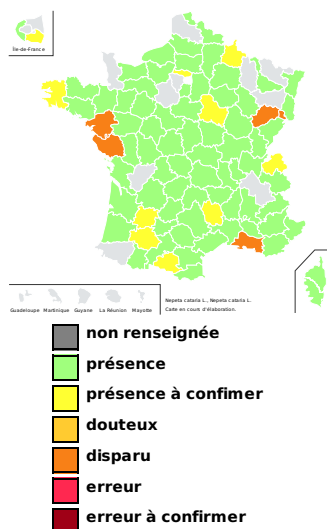 Île-de-France
Guadeloupe Martinique Guyane La Réunion Mayotte
Nepeta cataria L., Nepeta cataria L.
Carte en cours d'élaboration.
non renseignée
présence
présence à confimer
douteux
disparu
erreur
erreur à confirmer